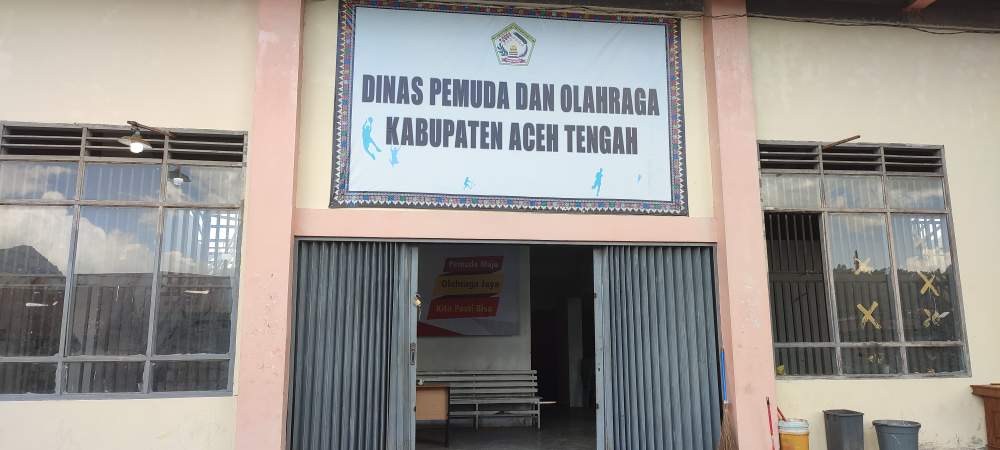 DINAS PEMUDA DAN OLAHRAGA
KABUPATEN ACEH TENGAH
Pemuda Maju
Olahraga Jaya
Kita Pasti Bisa